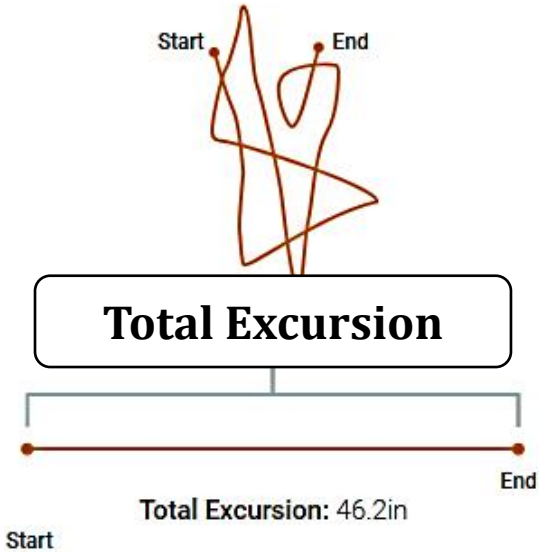 Start
End
Total Excursion
End
Total Excursion: 46.2in
Start